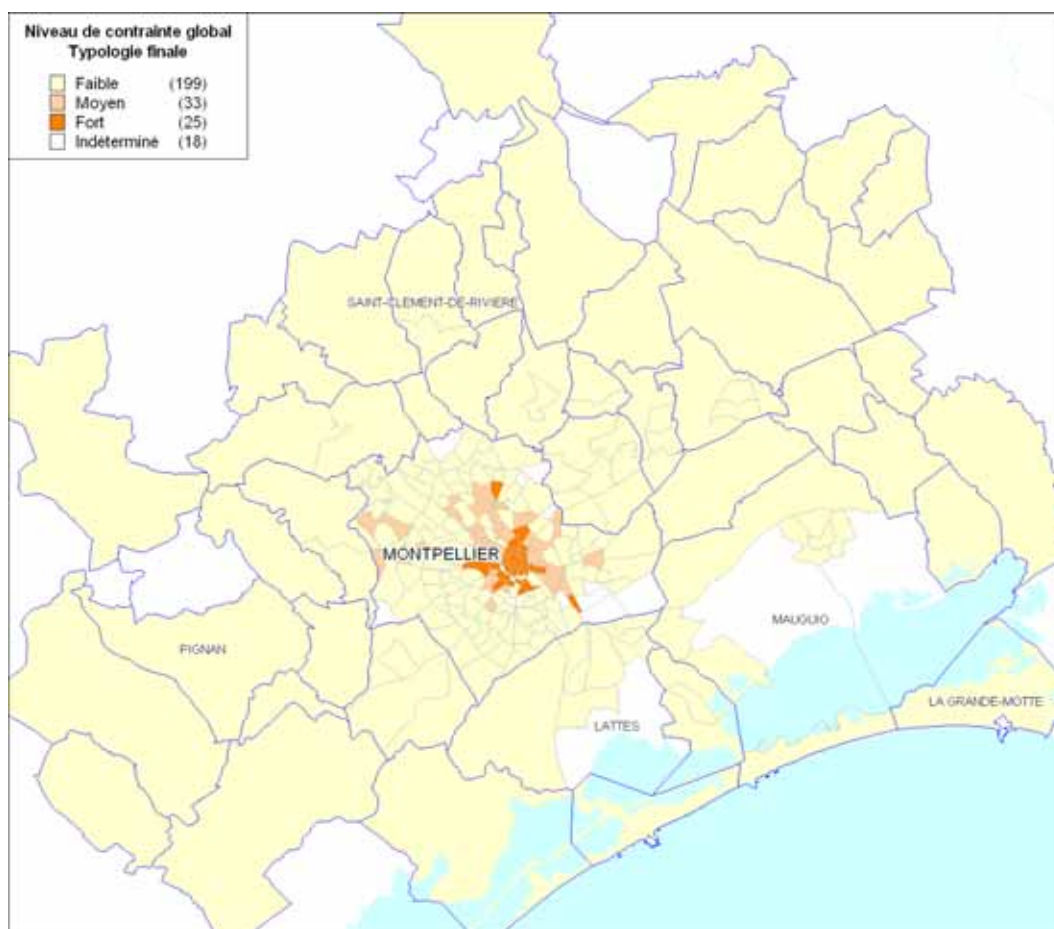 Niveau de contrainte global
Typologie finale
Faible (199)
Moyen (33)
Fort (25)
Indéterminé (18)
SAINT-CLEMENT-DE-RIVIERE
MONTPELLIER
MAUGUIO
PIGNAN
LA GRANDE-MOTTE
LATTES